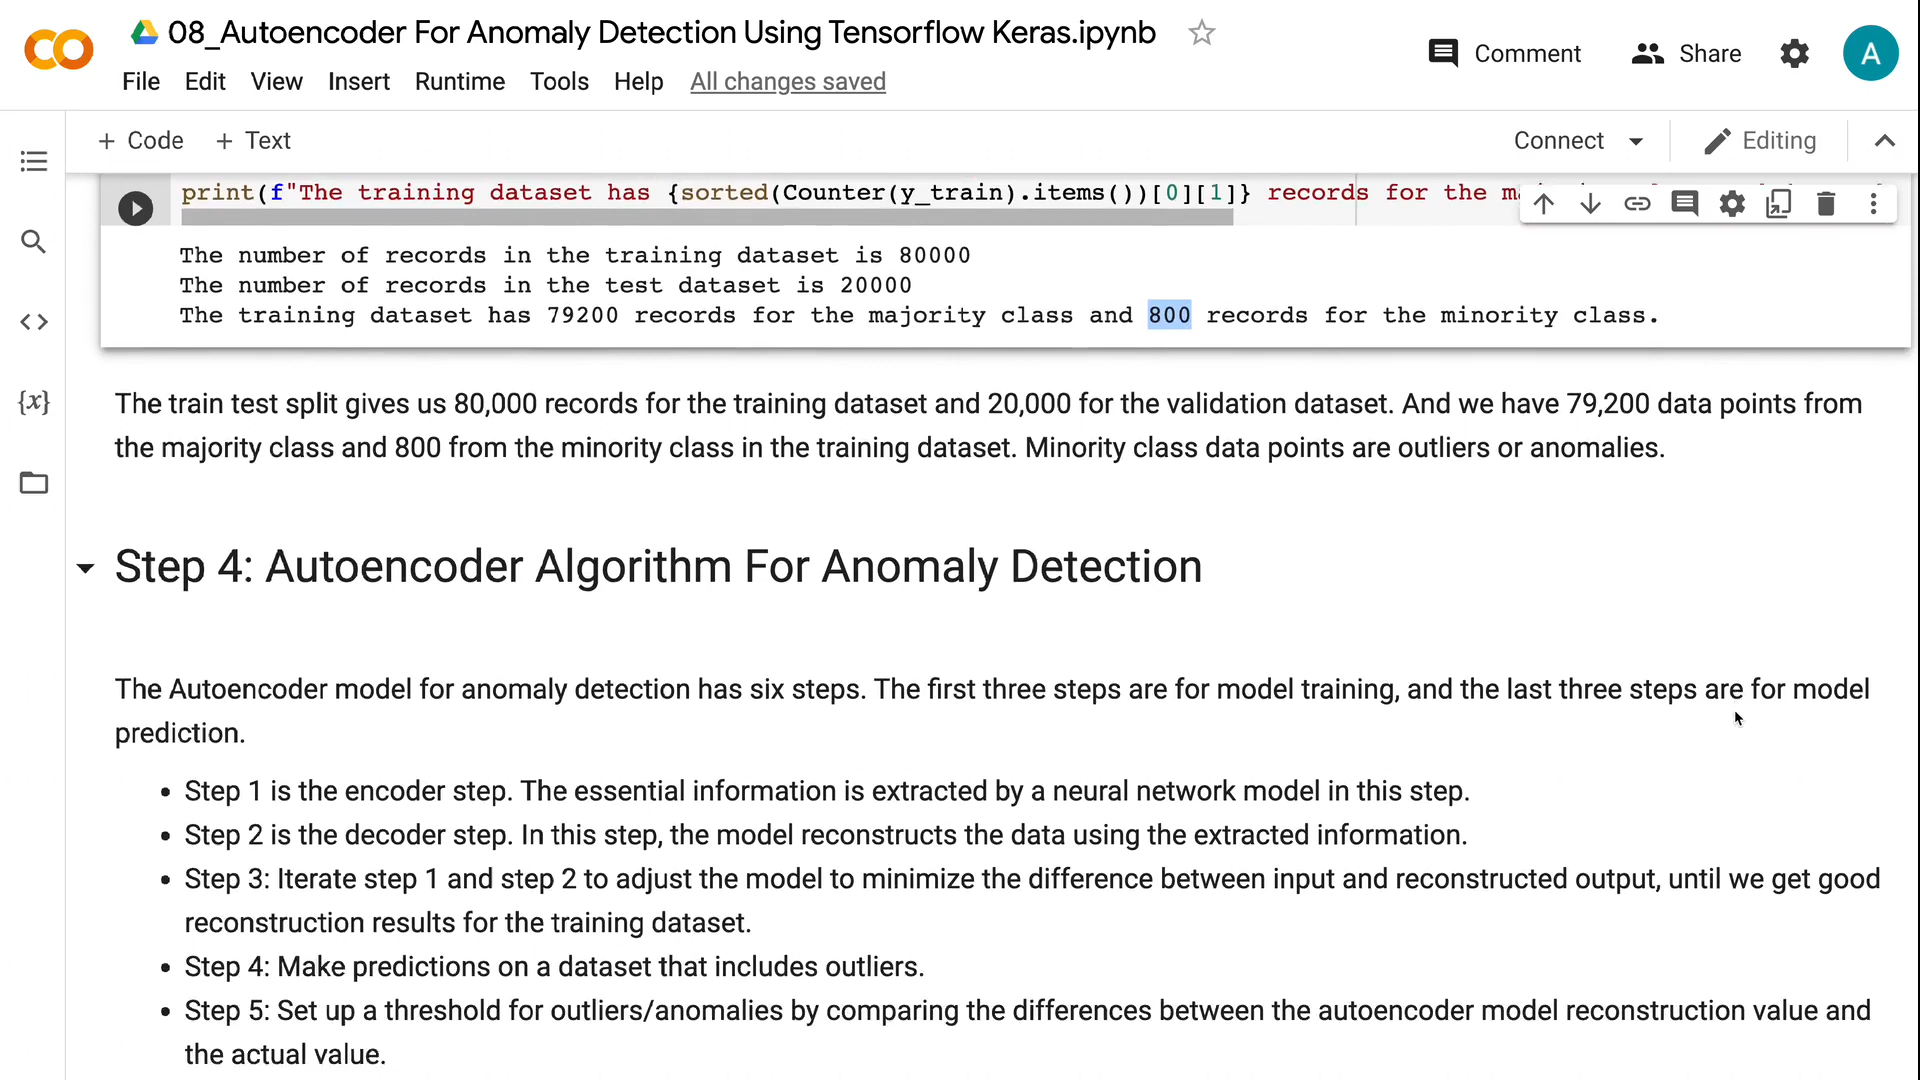 08_Autoencoder For Anomaly Detection Using Tensorflow Keras.ipynb
Comment
Share
A
File Edit View Insert Runtime Tools Help All changes saved
+ Code + Text
Connect
Editing
print(f"The training dataset has {sorted(Counter(y_train).items())[0][1]} records for the
The number of records in the training dataset is 80000
The number of records in the test dataset is 20000
The training dataset has 79200 records for the majority class and 800 records for the minority class.
The train test split gives us 80,000 records for the training dataset and 20,000 for the validation dataset. And we have 79,200 data points from
the majority class and 800 from the minority class in the training dataset. Minority class data points are outliers or anomalies.
Step 4: Autoencoder Algorithm For Anomaly Detection
The Autoencoder model for anomaly detection has six steps. The first three steps are for model training, and the last three steps are for model
prediction.
• Step 1 is the encoder step. The essential information is extracted by a neural network model in this step.
• Step 2 is the decoder step. In this step, the model reconstructs the data using the extracted information.
• Step 3: Iterate step 1 and step 2 to adjust the model to minimize the difference between input and reconstructed output, until we get good
reconstruction results for the training dataset.
• Step 4: Make predictions on a dataset that includes outliers.
• Step 5: Set up a threshold for outliers/anomalies by comparing the differences between the autoencoder model reconstruction value and
the actual value.